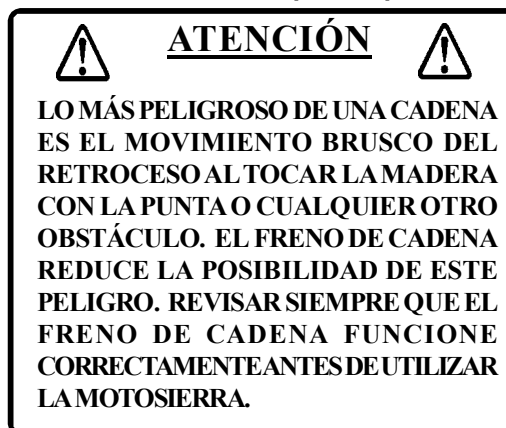 ATENCIÓN
LO MÁS PELIGROSO DE UNA CADENA
ES EL MOVIMIENTO BRUSCO DEL
RETROCESO AL TOCAR LA MADERA
CON LA PUNTA O CUALQUIER OTRO
OBSTÁCULO. EL FRENO DE CADENA
REDUCE LA POSIBILIDAD DE ESTE
PELIGRO. REVISAR SIEMPRE QUE EL
FRENO DE CADENA FUNCIONE
CORRECTAMENTE ANTES DE UTILIZAR
LA MOTOSIERRA.